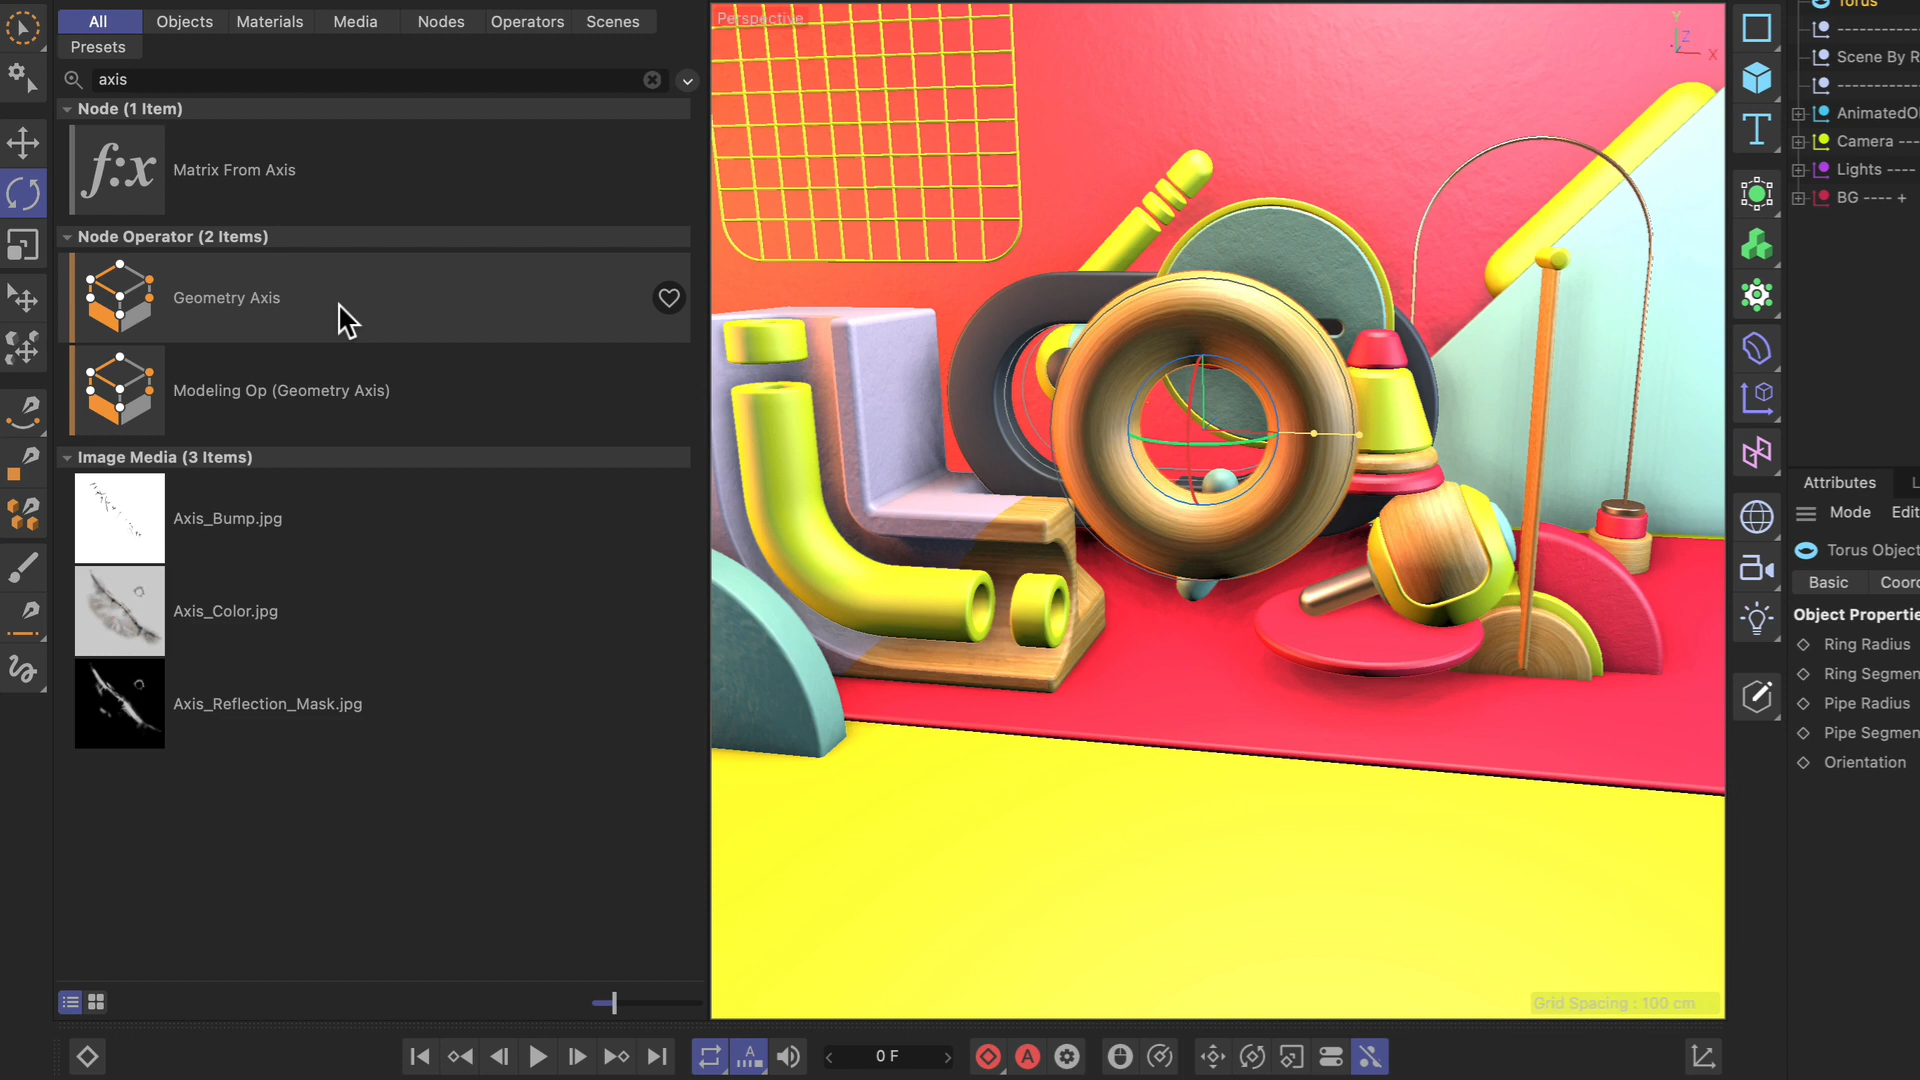 All Objects Materials Media Nodes Operators Scenes
Presets
axis
Node (1 Item)
f:x Matrix From Axis
Node Operator (2 Items)
Geometry Axis
Modeling Op (Geometry Axis)
Image Media (3 Items)
Axis_Bump.jpg
Axis_Color.jpg
Axis_Reflection_Mask.jpg
Perspective
Y
Z
X
Grid Spacing : 100 cm
Torus
------------
Scene By R
------------
AnimatedOb
Camera ---
Lights ----
BG ---- +
Attributes L
Mode Edit
Torus Object
Basic Coord
Object Propertie
Ring Radius
Ring Segmen
Pipe Radius
Pipe Segmen
Orientation
T
A
0 F
A